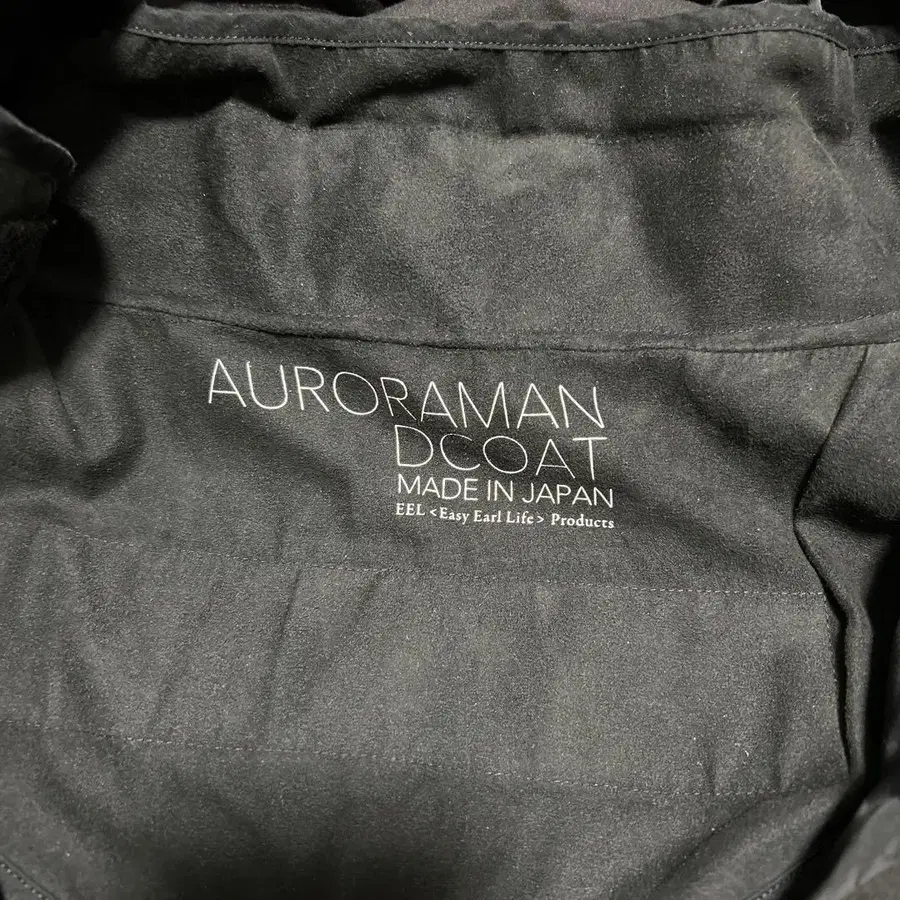 AURORAMAN
DCOAT
MADE IN JAPAN
EEL <Easy Earl Life> Products